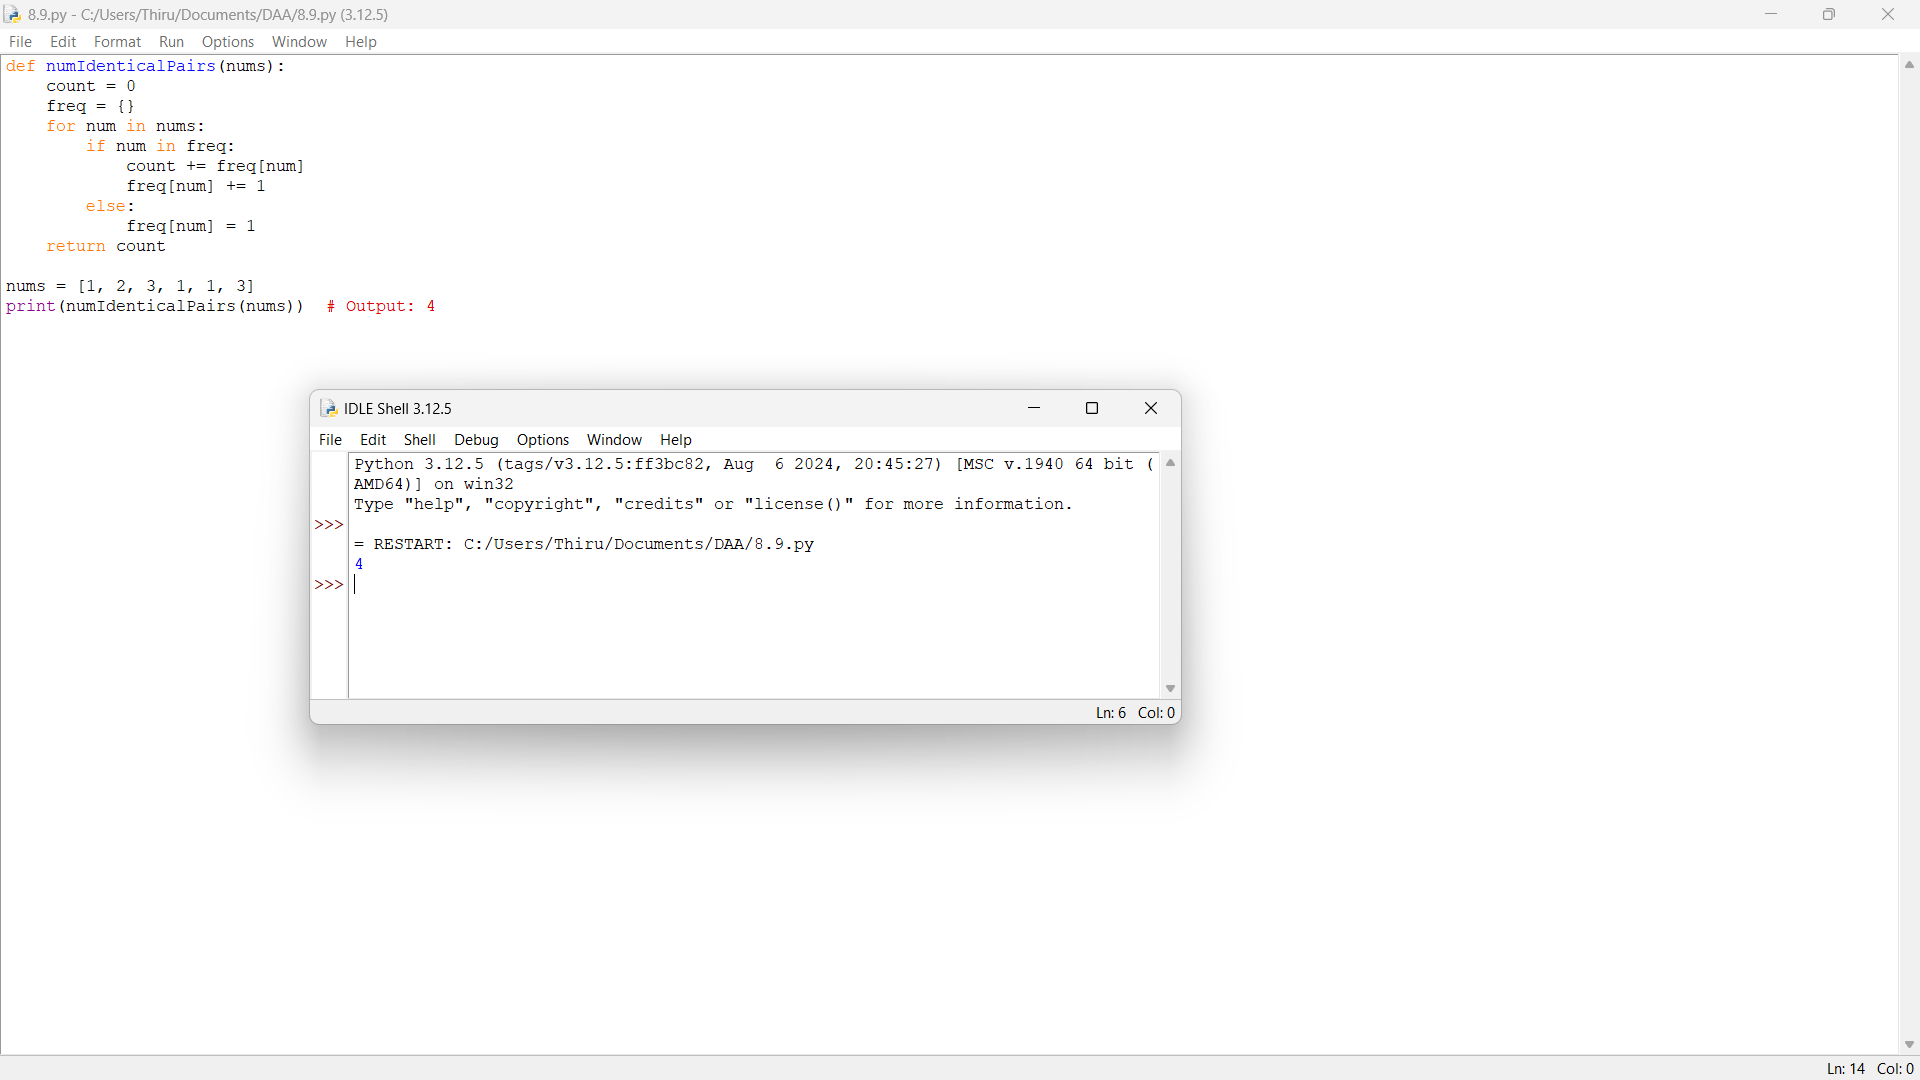 8.9.py - C:/Users/Thiru/Documents/DAA/8.9.py (3.12.5)
File Edit Format Run Options Window Help
def numIdenticalPairs(nums):
    count = 0
    freq = {}
    for num in nums:
        if num in freq:
            count += freq[num]
            freq[num] += 1
        else:
            freq[num] = 1
    return count

nums = [1, 2, 3, 1, 1, 3]
print(numIdenticalPairs(nums))  # Output: 4
IDLE Shell 3.12.5
File Edit Shell Debug Options Window Help
Python 3.12.5 (tags/v3.12.5:ff3bc82, Aug  6 2024, 20:45:27) [MSC v.1940 64 bit (
AMD64)] on win32
Type "help", "copyright", "credits" or "license()" for more information.
>>>
= RESTART: C:/Users/Thiru/Documents/DAA/8.9.py
4
>>>
Ln: 6 Col: 0
Ln: 14 Col: 0